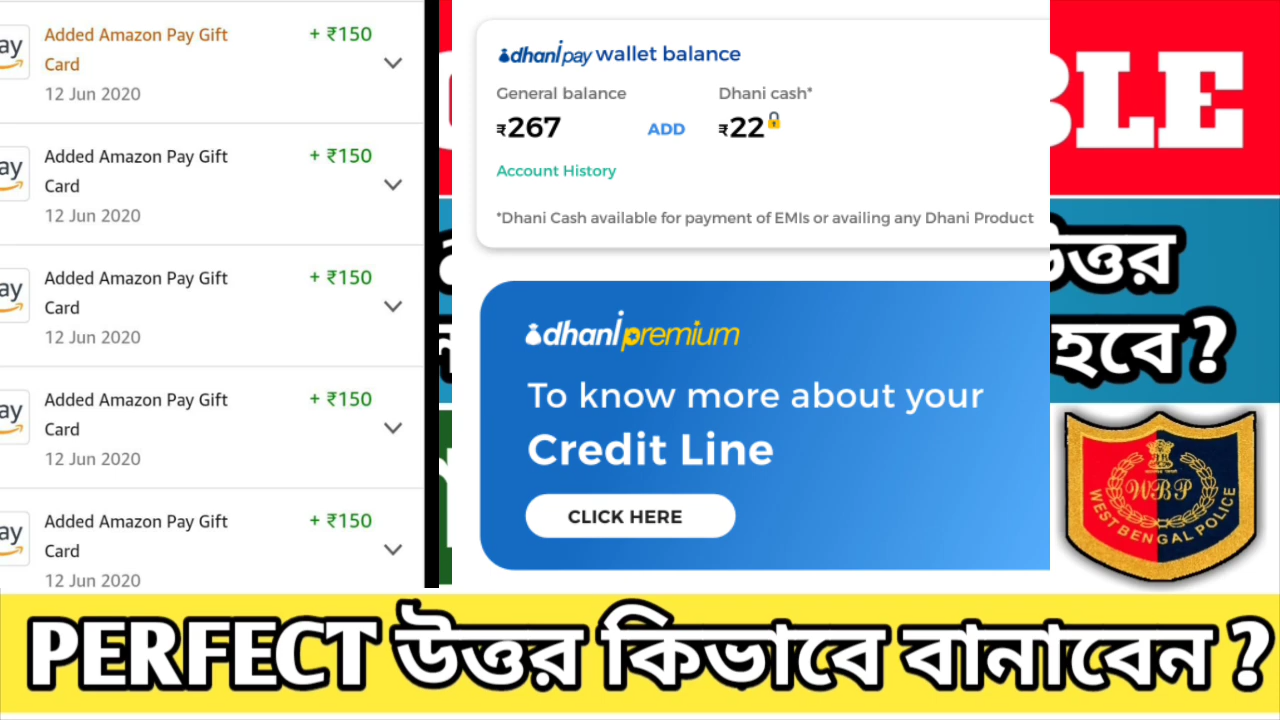 Added Amazon Pay Gift
Card
+ ₹150
12 Jun 2020
Added Amazon Pay Gift
Card
+ ₹150
12 Jun 2020
Added Amazon Pay Gift
Card
+ ₹150
12 Jun 2020
Added Amazon Pay Gift
Card
+ ₹150
12 Jun 2020
Added Amazon Pay Gift
Card
+ ₹150
12 Jun 2020
dhani pay wallet balance
General balance
₹267
ADD
Dhani cash*
₹22
Account History
*Dhani Cash available for payment of EMIs or availing any Dhani Product
dhani premium
To know more about your
Credit Line
CLICK HERE
BLE
উত্তর
হবে ?
WBP
WEST BENGAL POLICE
PERFECT উত্তর কিভাবে বানাবেন ?